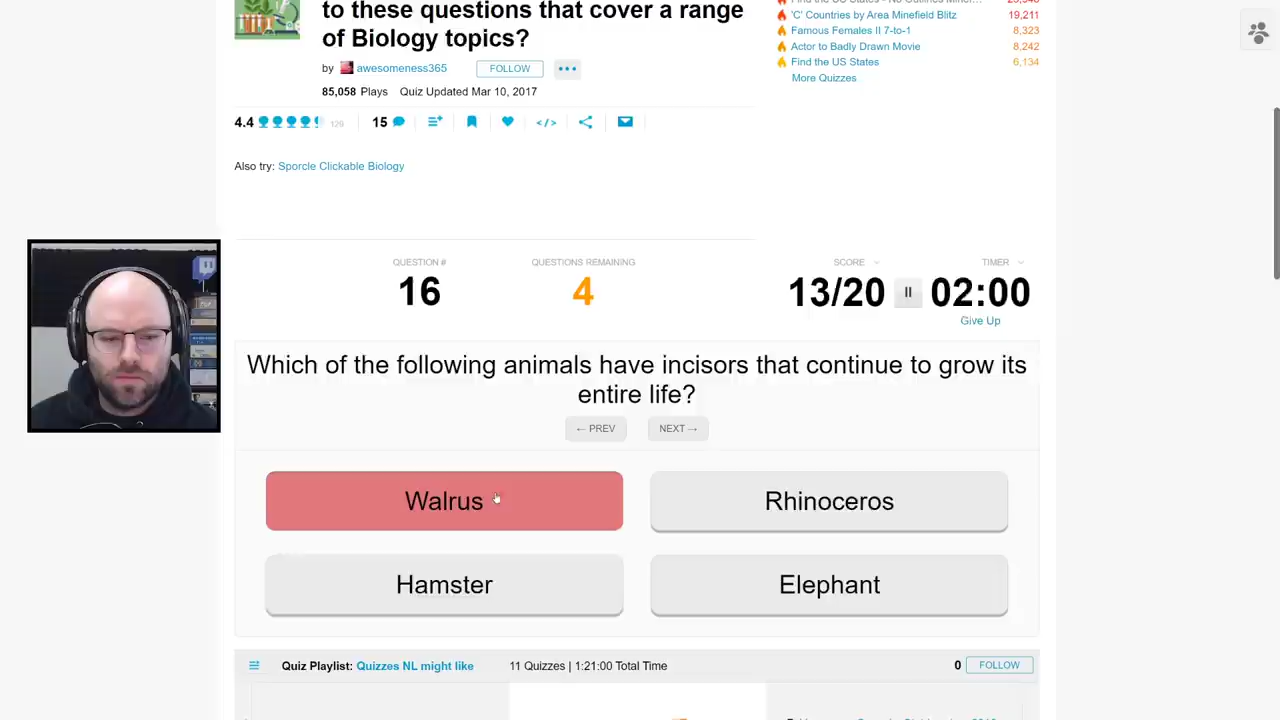 to these questions that cover a range
of Biology topics?
by awesomeness365 FOLLOW •••
85,058 Plays Quiz Updated Mar 10, 2017
4.4 129 15 </>
Also try: Sporcle Clickable Biology
'C' Countries by Area Minefield Blitz 19,211
Famous Females II 7-to-1 8,323
Actor to Badly Drawn Movie 8,242
Find the US States 6,134
More Quizzes
QUESTION # QUESTIONS REMAINING SCORE TIMER
16 4 13/20 02:00
Give Up
Which of the following animals have incisors that continue to grow its
entire life?
← PREV NEXT →
Walrus Rhinoceros
Hamster Elephant
Quiz Playlist: Quizzes NL might like 11 Quizzes | 1:21:00 Total Time 0 FOLLOW